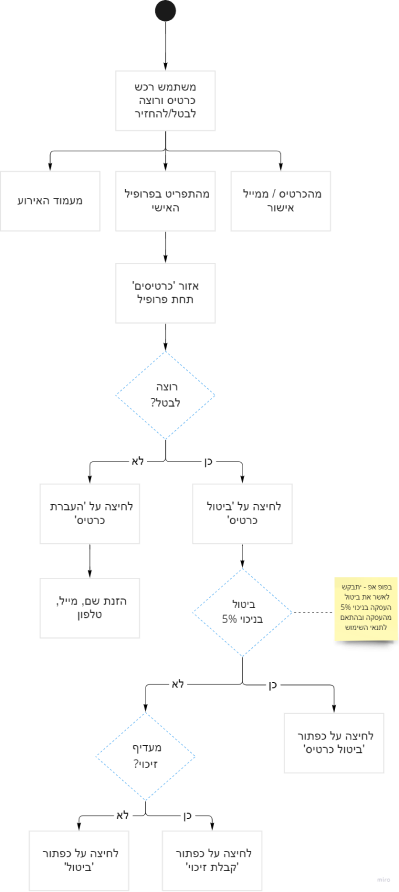 משתמש רכש
כרטיס ורוצה
לבטל/להחזיר
מהכרטיס / ממייל
אישור
מהתפריט בפרופיל
האישי
מעמוד האירוע
אזור 'כרטיסים'
תחת פרופיל
רוצה
לבטל?
כן
לא
לחיצה על 'ביטול
כרטיס'
לחיצה על 'העברת
כרטיס'
הזנת שם, מייל,
טלפון
ביטול
בניכוי 5%
בפופ אפ - יתבקש
לאשר את ביטול
העסקה בניכוי 5%
מהעסקה ובהתאם
לתנאי השימוש
כן
לא
לחיצה על כפתור
'ביטול כרטיס'
מעדיף
זיכוי?
כן
לא
לחיצה על כפתור
'קבלת זיכוי'
לחיצה על כפתור
'ביטול'
miro